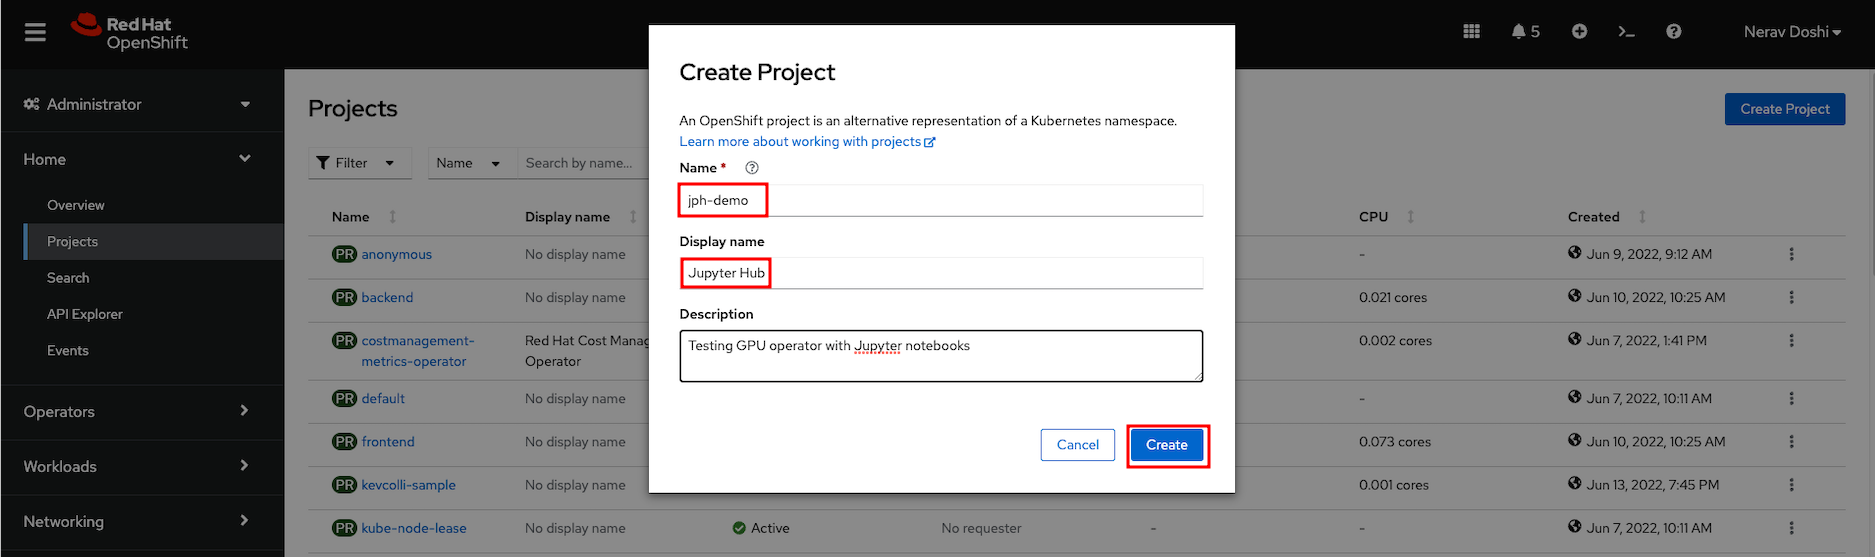 Red Hat
OpenShift
5
Nerav Doshi
Administrator
Home
Overview
Projects
Search
API Explorer
Events
Operators
Workloads
Networking
Projects
Create Project
Filter
Name
Search by name...
Name Display name CPU Created
PR anonymous No display name - Jun 9, 2022, 9:12 AM
PR backend No display name 0.021 cores Jun 10, 2022, 10:25 AM
PR costmanagement- Red Hat Cost Manag 0.002 cores Jun 7, 2022, 1:41 PM
metrics-operator Operator
PR default No display name - Jun 7, 2022, 10:11 AM
PR frontend No display name 0.073 cores Jun 10, 2022, 10:25 AM
PR kevcolli-sample No display name 0.001 cores Jun 13, 2022, 7:45 PM
PR kube-node-lease No display name Active No requester - - Jun 7, 2022, 10:11 AM
Create Project
An OpenShift project is an alternative representation of a Kubernetes namespace.
Learn more about working with projects
Name *
jph-demo
Display name
Jupyter Hub
Description
Testing GPU operator with Jupyter notebooks
Cancel
Create